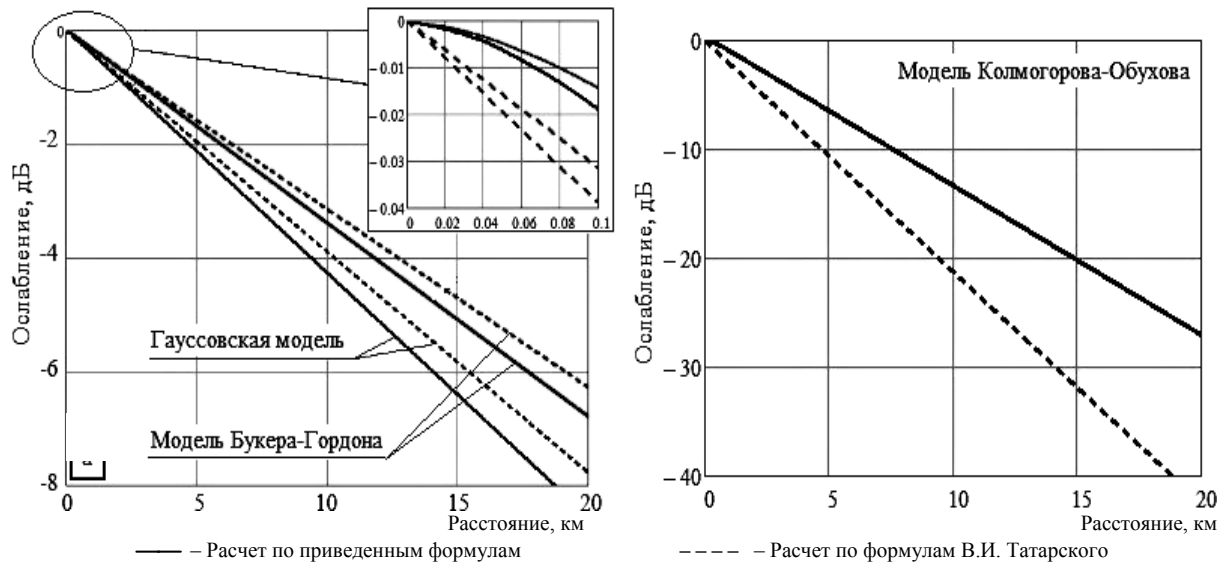 0
-2
-4
-6
-8
Ослабление, дБ
0
-0.01
-0.02
-0.03
-0.04
0 0.02 0.04 0.06 0.08 0.1
Гауссовская модель
Модель Букера-Гордона
0 5 10 15 20
Расстояние, км
Модель Колмогорова-Обухова
0
−10
−20
−30
−40
Ослабление, дБ
0 5 10 15 20
Расстояние, км
– Расчет по приведенным формулам
– Расчет по формулам В.И. Татарского